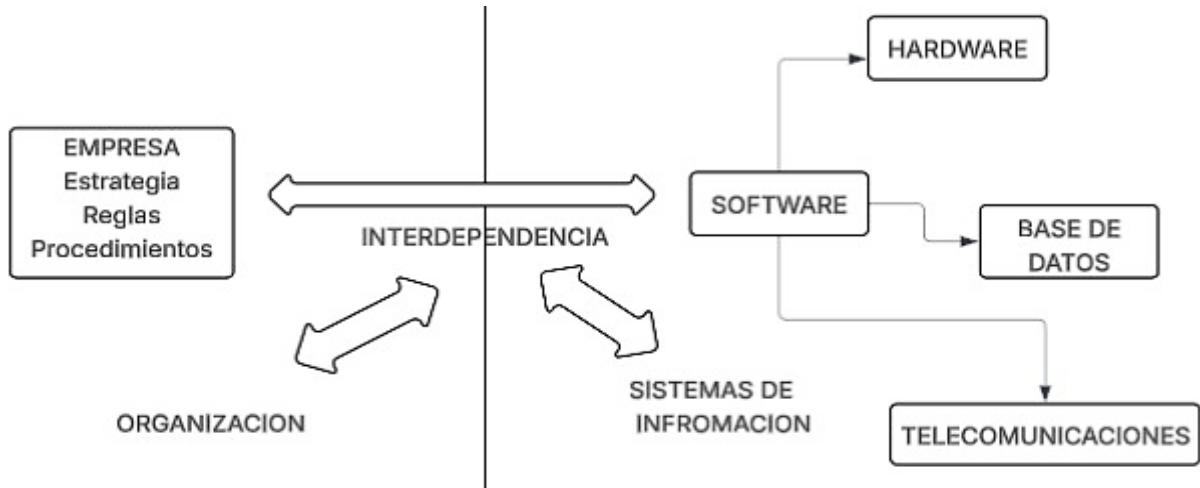 EMPRESA
Estrategia
Reglas
Procedimientos
INTERDEPENDENCIA
ORGANIZACION
HARDWARE
SOFTWARE
BASE DE
DATOS
SISTEMAS DE
INFROMACION
TELECOMUNICACIONES